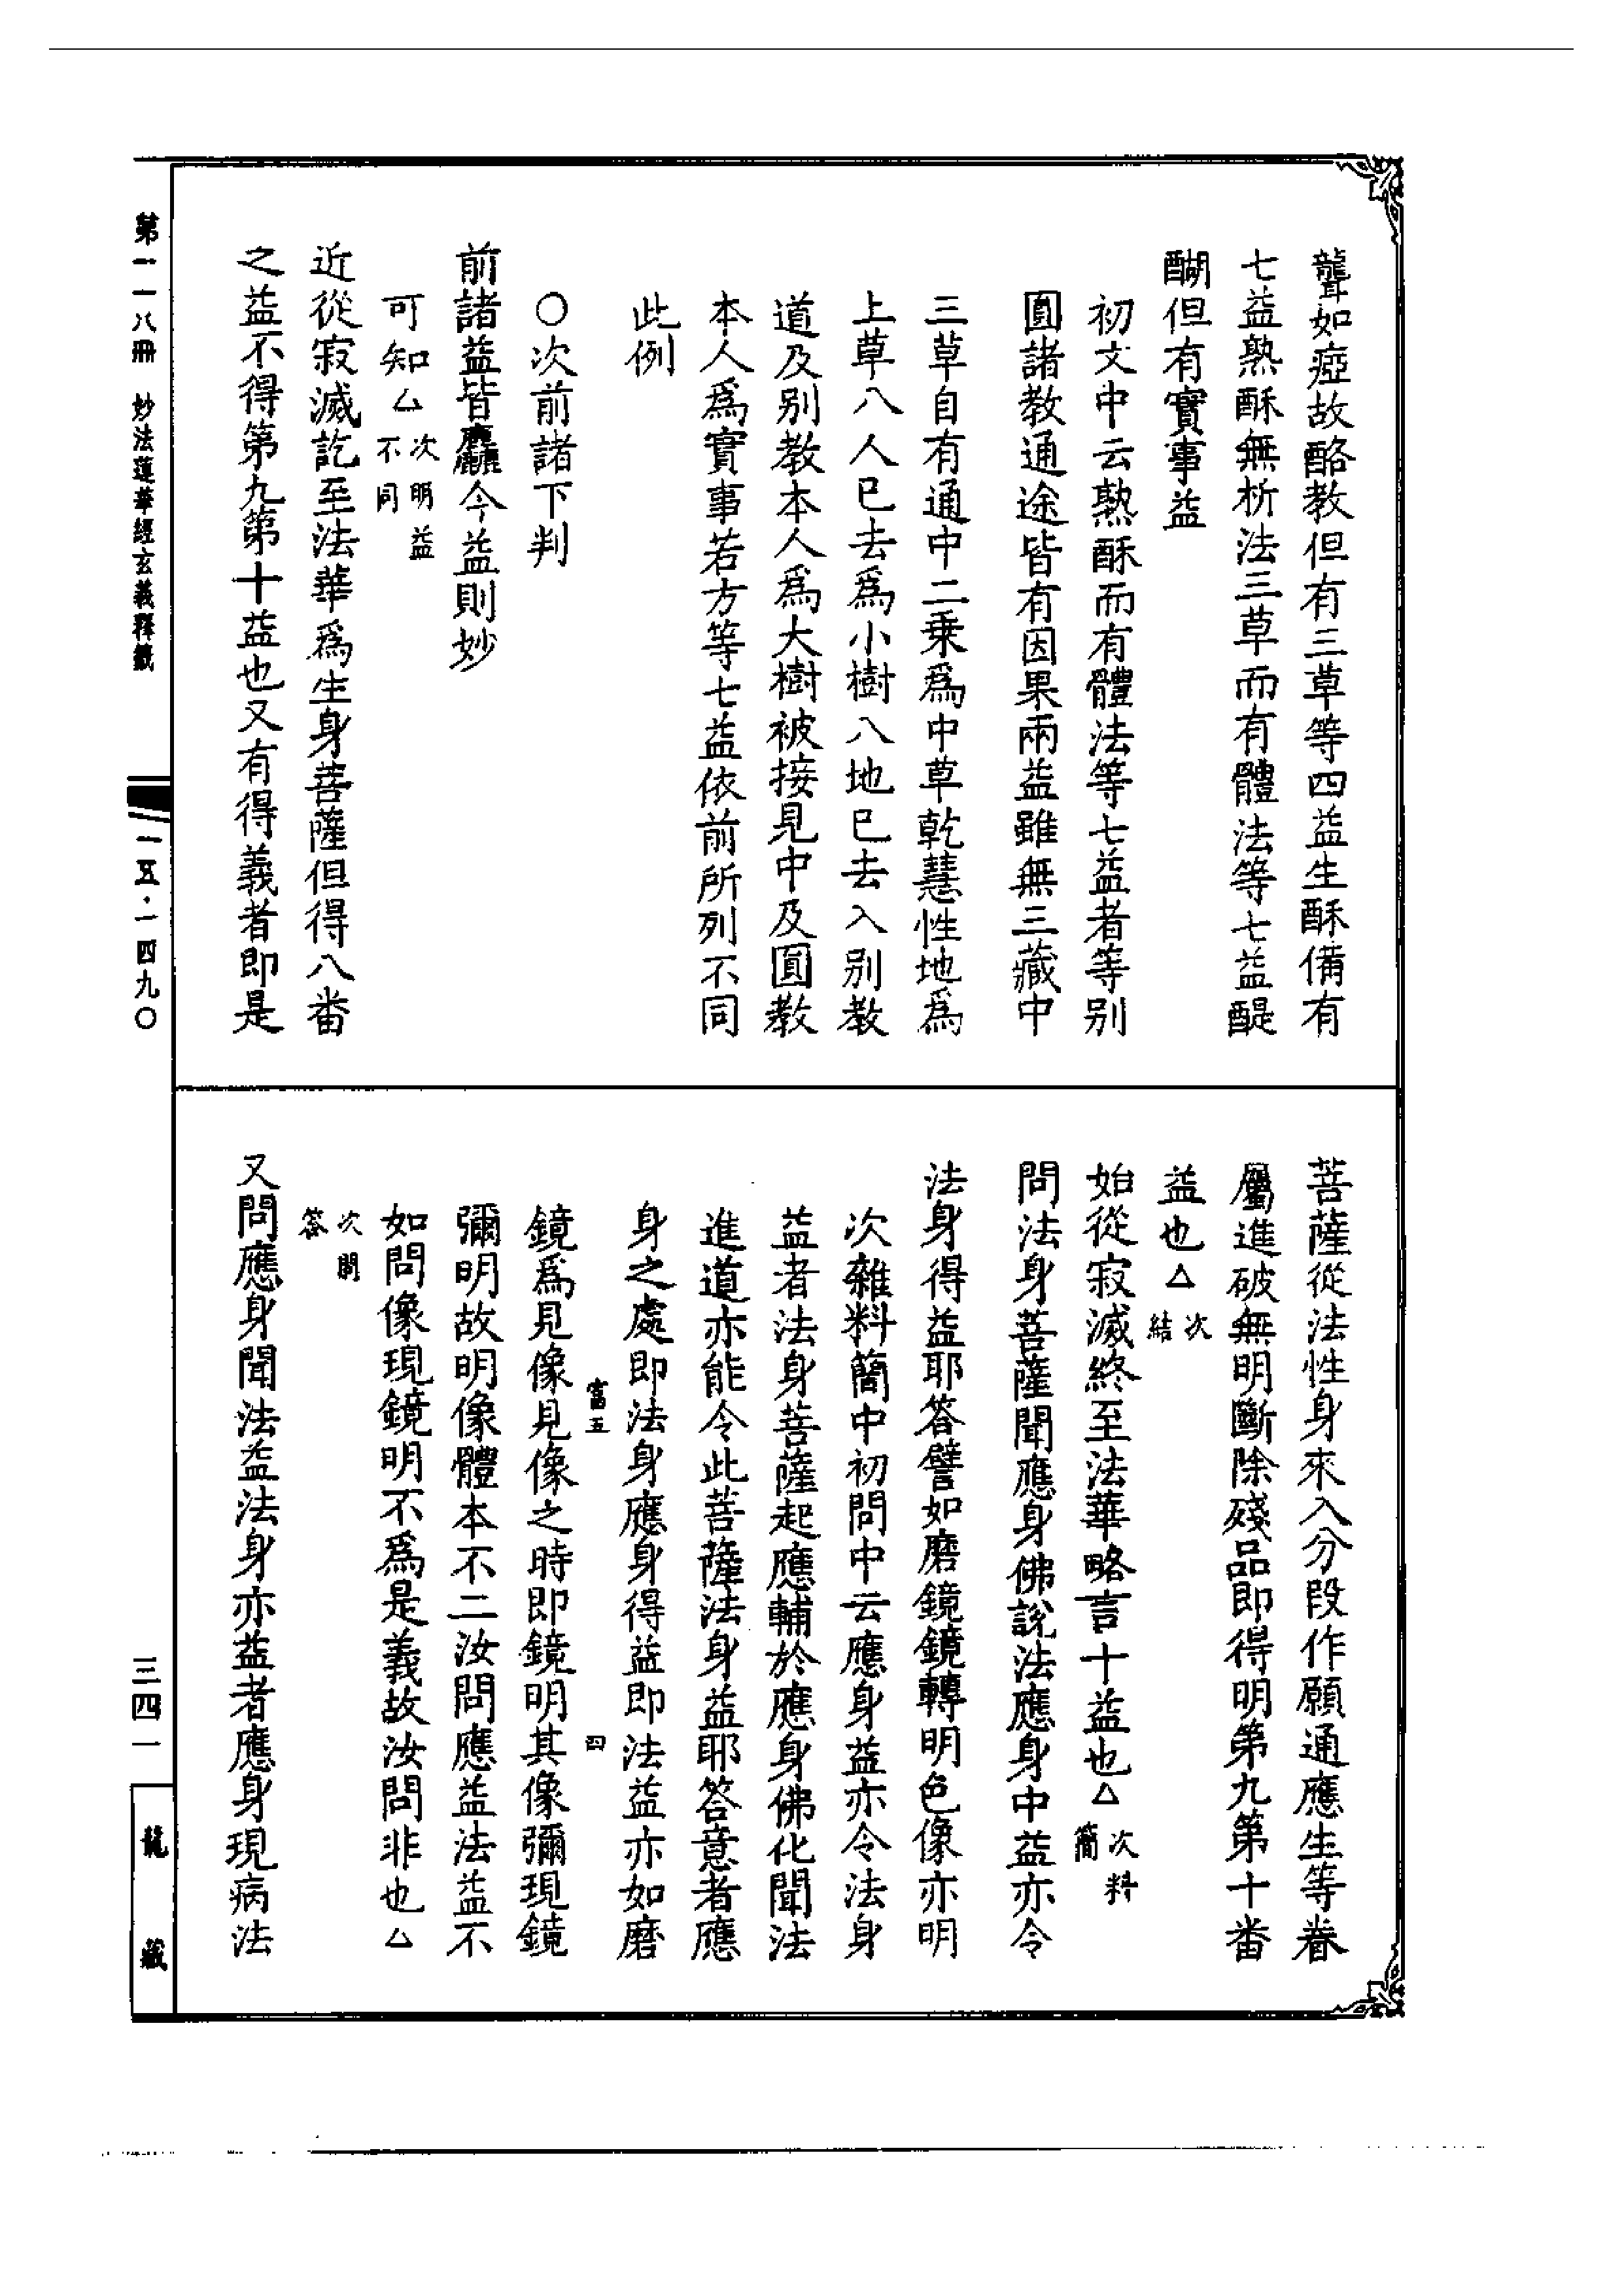 聾如瘂故酪教但有三草等四益生酥備有
七益熟酥無析法三草而有體法等七益醍
醐但有實事益
初文中云熟酥而有體法等七益者等別
圓諸教通途皆有因果兩益雖無三藏中
三草自有通中二乗爲中草乾慧性地爲
上草八人已去爲小樹八地已去入別教
道及別教本人爲大樹被接見中及圓教
本人爲實事若方等七益依前所列不同
此例
〇次前諸下判
前諸益皆麤今益則妙
可知△次明益不同
近從寂滅訖至法華爲生身菩薩但得八番
之益不得第九第十益也又有得義者即是
菩薩從法性身來入分段作願通應生等眷
屬進破無明斷除殘品即得明第九第十番
益也△次結
始從寂滅終至法華略言十益也△次料簡
問法身菩薩聞應身佛說法應身中益亦令
法身得益耶答譬如磨鏡鏡轉明色像亦明
次雜料簡中初問中云應身益亦令法身
益者法身菩薩起應輔於應身佛化聞法
進道亦能令此菩薩法身益耶答意者應
身之處即法身應身得益即法益亦如磨
富五 四
鏡爲見像見像之時即鏡明其像彌現鏡
彌明故明像體本不二汝問應益法益不
如問像現鏡明不爲是義故汝問非也△
次問答
又問應身聞法益法身亦益者應身現病法
第一一八冊 妙法蓮華經玄義釋籤
一五·一四九〇
三四一
龍藏